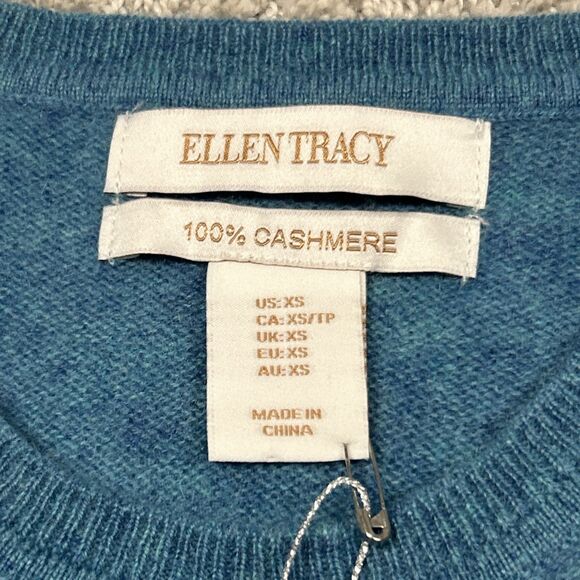 ELLEN TRACY
100% CASHMERE
US: XS
CA: XS/TP
UK: XS
EU: XS
AU: XS
MADE IN
CHINA